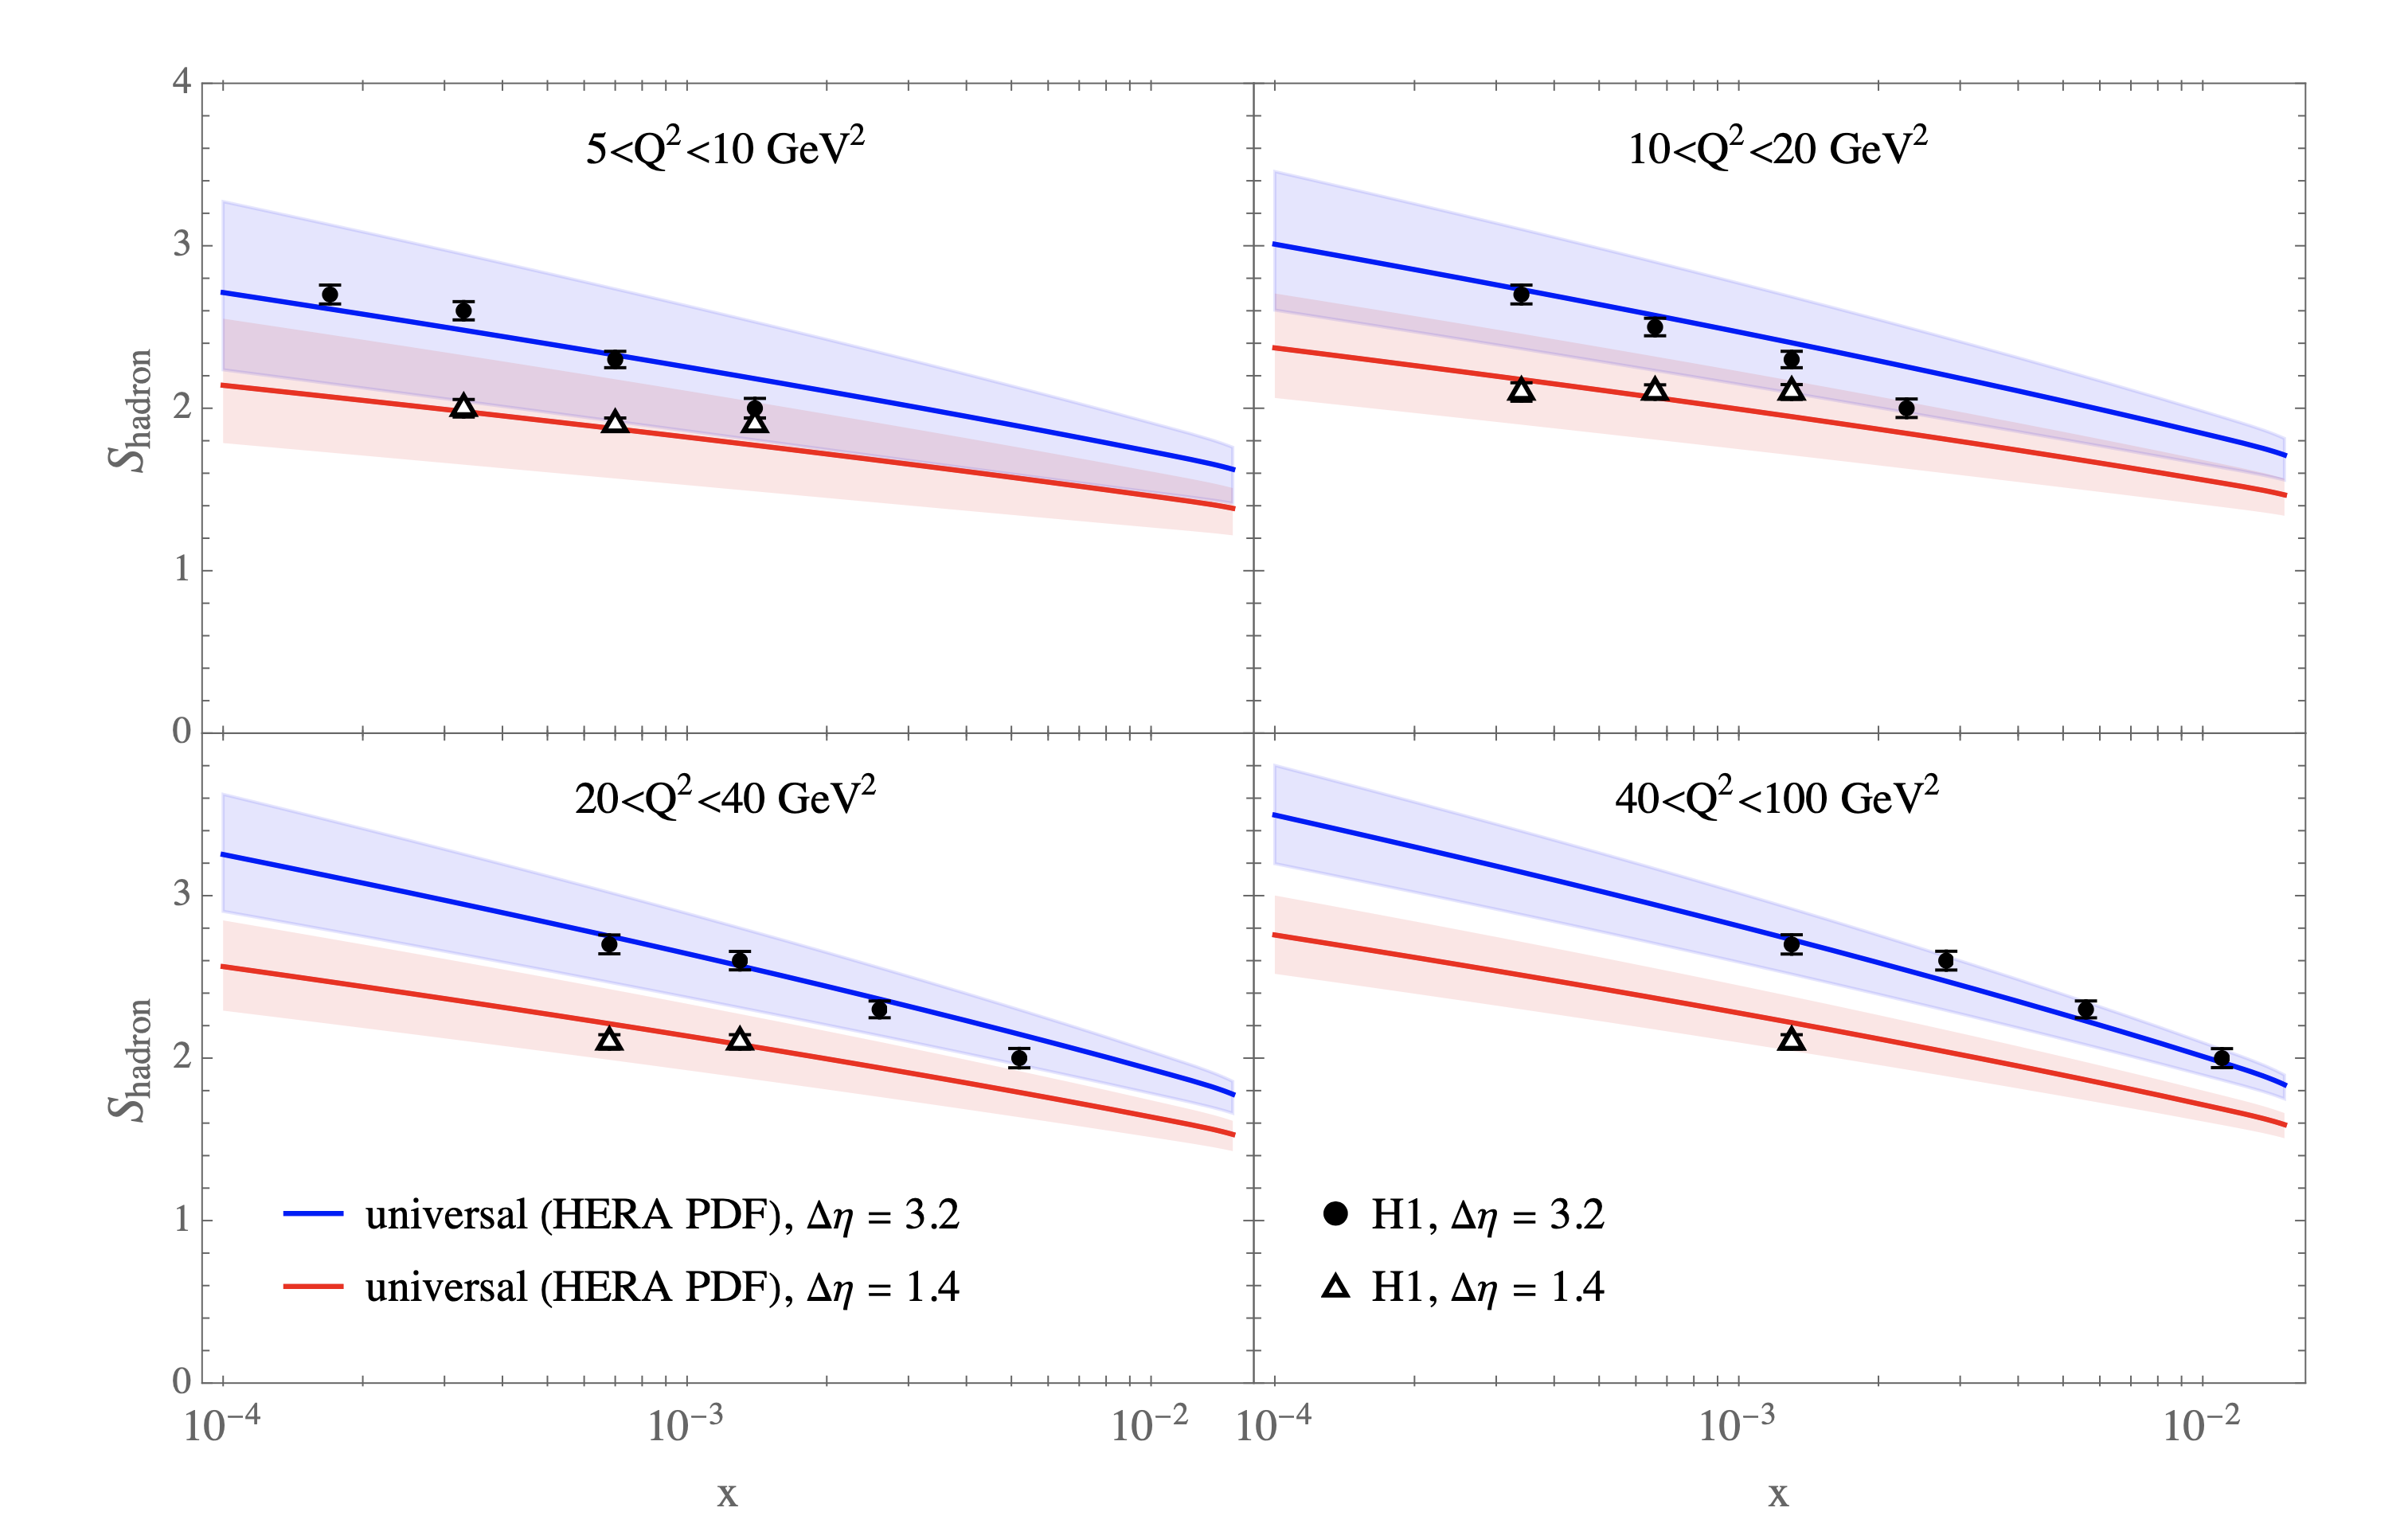 5<Q²<10 GeV²
10<Q²<20 GeV²
4
3
2
1
0
S_hadron
20<Q²<40 GeV²
40<Q²<100 GeV²
3
2
1
0
S_hadron
universal (HERA PDF), Δη = 3.2
universal (HERA PDF), Δη = 1.4
H1, Δη = 3.2
H1, Δη = 1.4
10⁻⁴ 10⁻³ 10⁻² 10⁻⁴ 10⁻³ 10⁻²
x x